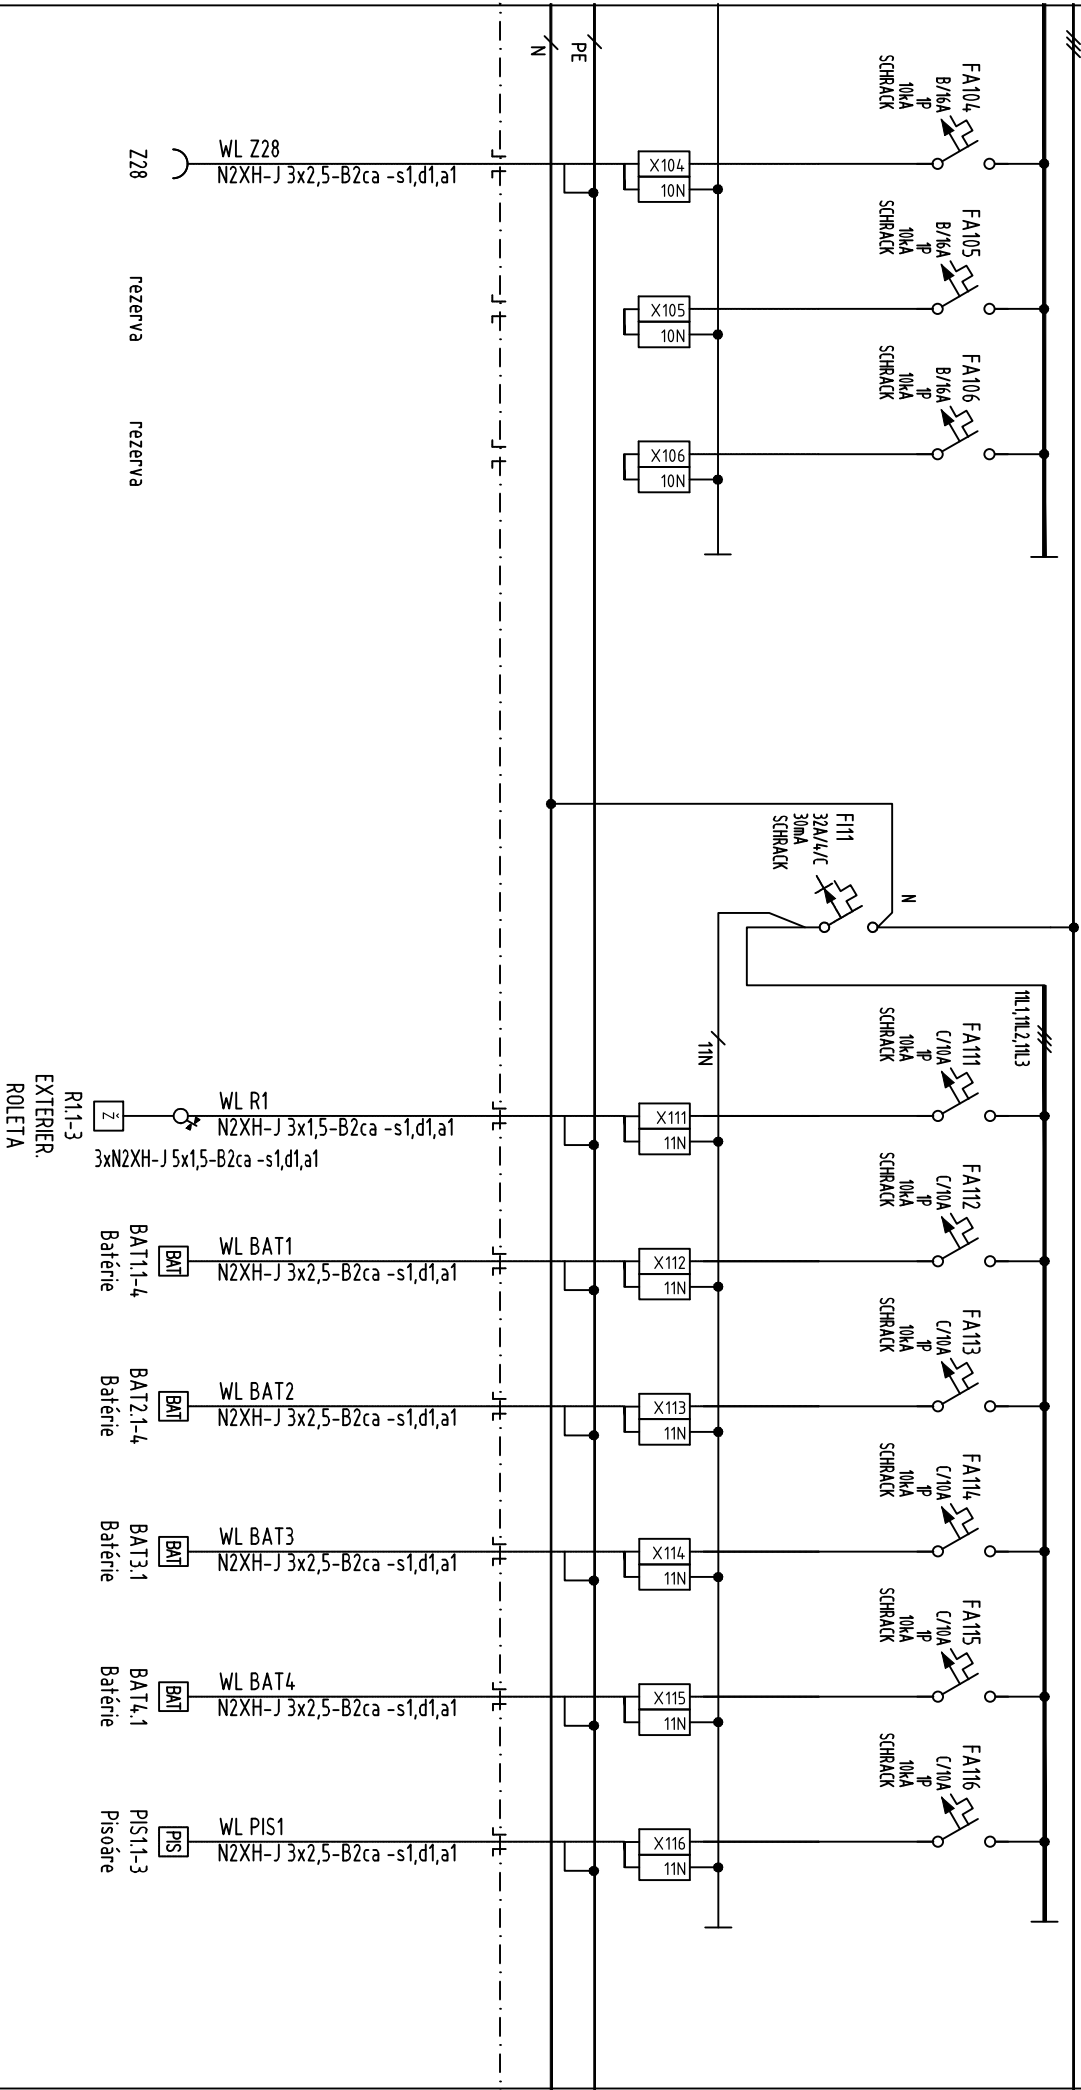 N
PE
FA104
B/16A
1P
10kA
SCHRACK
X104
10N
WL Z28
N2XH-J 3x2,5-B2ca -s1,d1,a1
Z28
FA105
B/16A
1P
10kA
SCHRACK
X105
10N
rezerva
FA106
B/16A
1P
10kA
SCHRACK
X106
10N
rezerva
FI11
32A/4/C
30mA
SCHRACK
N
11N
11L1,11L2,11L3
FA111
C/10A
1P
10kA
SCHRACK
X111
11N
WL R1
N2XH-J 3x1,5-B2ca -s1,d1,a1
3xN2XH-J 5x1,5-B2ca -s1,d1,a1
Ž
R1.1-3
EXTERIER.
ROLETA
FA112
C/10A
1P
10kA
SCHRACK
X112
11N
WL BAT1
N2XH-J 3x2,5-B2ca -s1,d1,a1
BAT
BAT1.1-4
Batérie
FA113
C/10A
1P
10kA
SCHRACK
X113
11N
WL BAT2
N2XH-J 3x2,5-B2ca -s1,d1,a1
BAT
BAT2.1-4
Batérie
FA114
C/10A
1P
10kA
SCHRACK
X114
11N
WL BAT3
N2XH-J 3x2,5-B2ca -s1,d1,a1
BAT
BAT3.1
Batérie
FA115
C/10A
1P
10kA
SCHRACK
X115
11N
WL BAT4
N2XH-J 3x2,5-B2ca -s1,d1,a1
BAT
BAT4.1
Batérie
FA116
C/10A
1P
10kA
SCHRACK
X116
11N
WL PIS1
N2XH-J 3x2,5-B2ca -s1,d1,a1
PIS
PIS1.1-3
Pisoáre